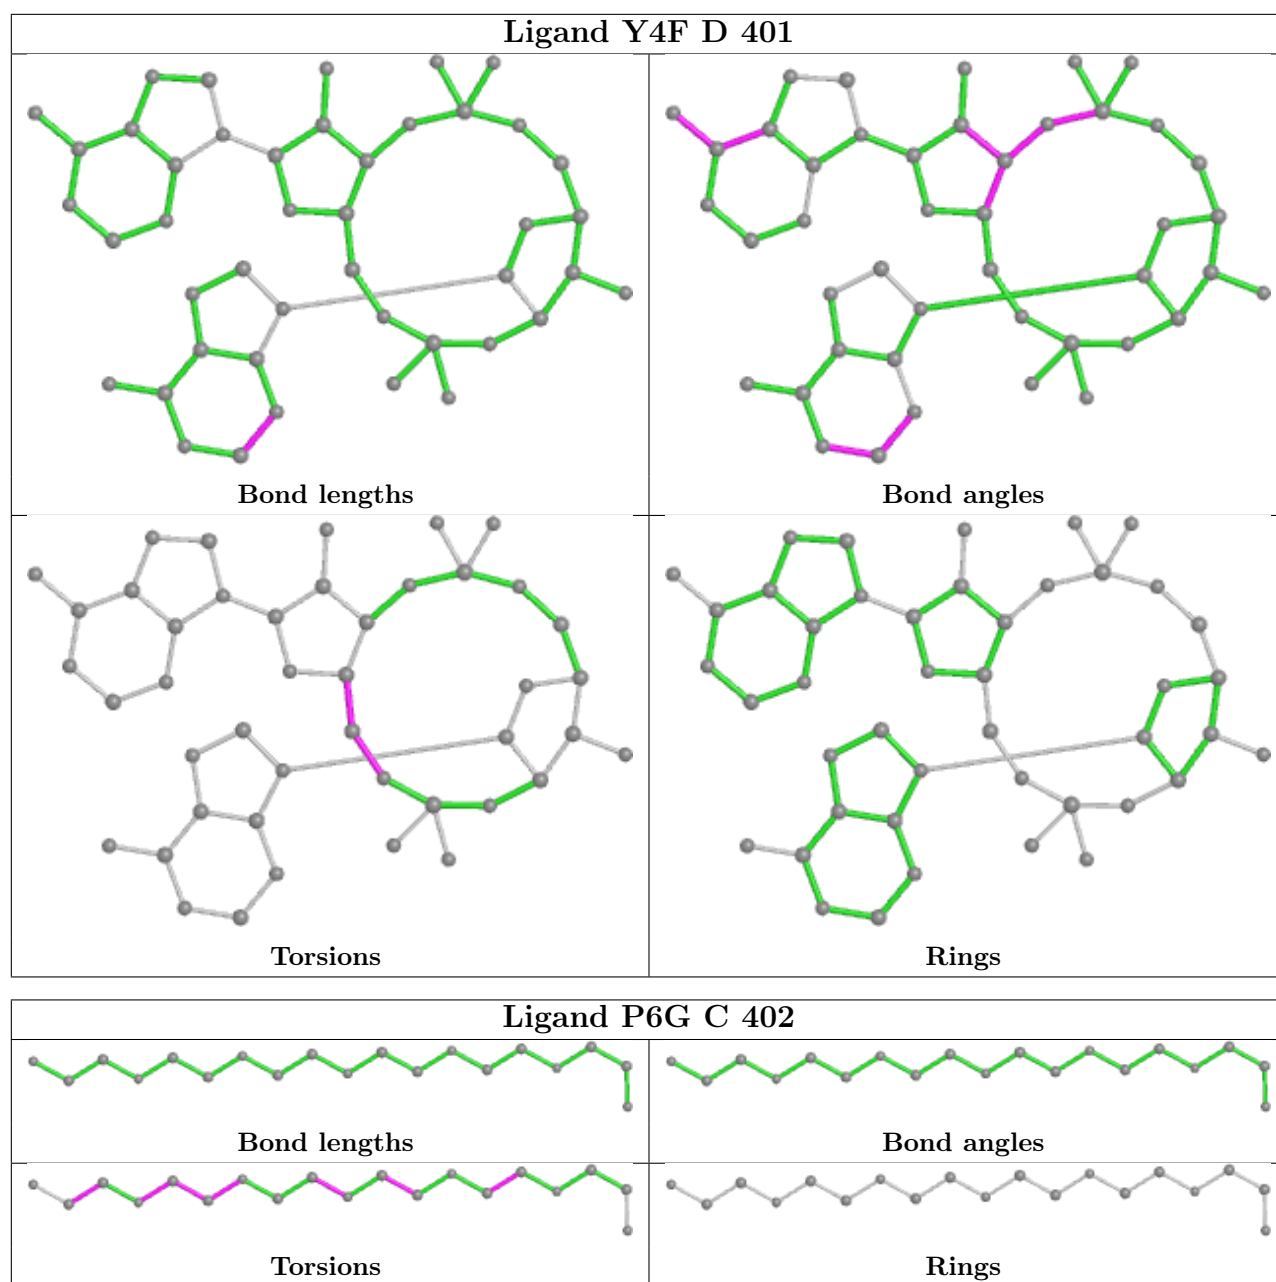 Ligand Y4F D 401
Bond lengths
Bond angles
Torsions
Rings
Ligand P6G C 402
Bond lengths
Bond angles
Torsions
Rings